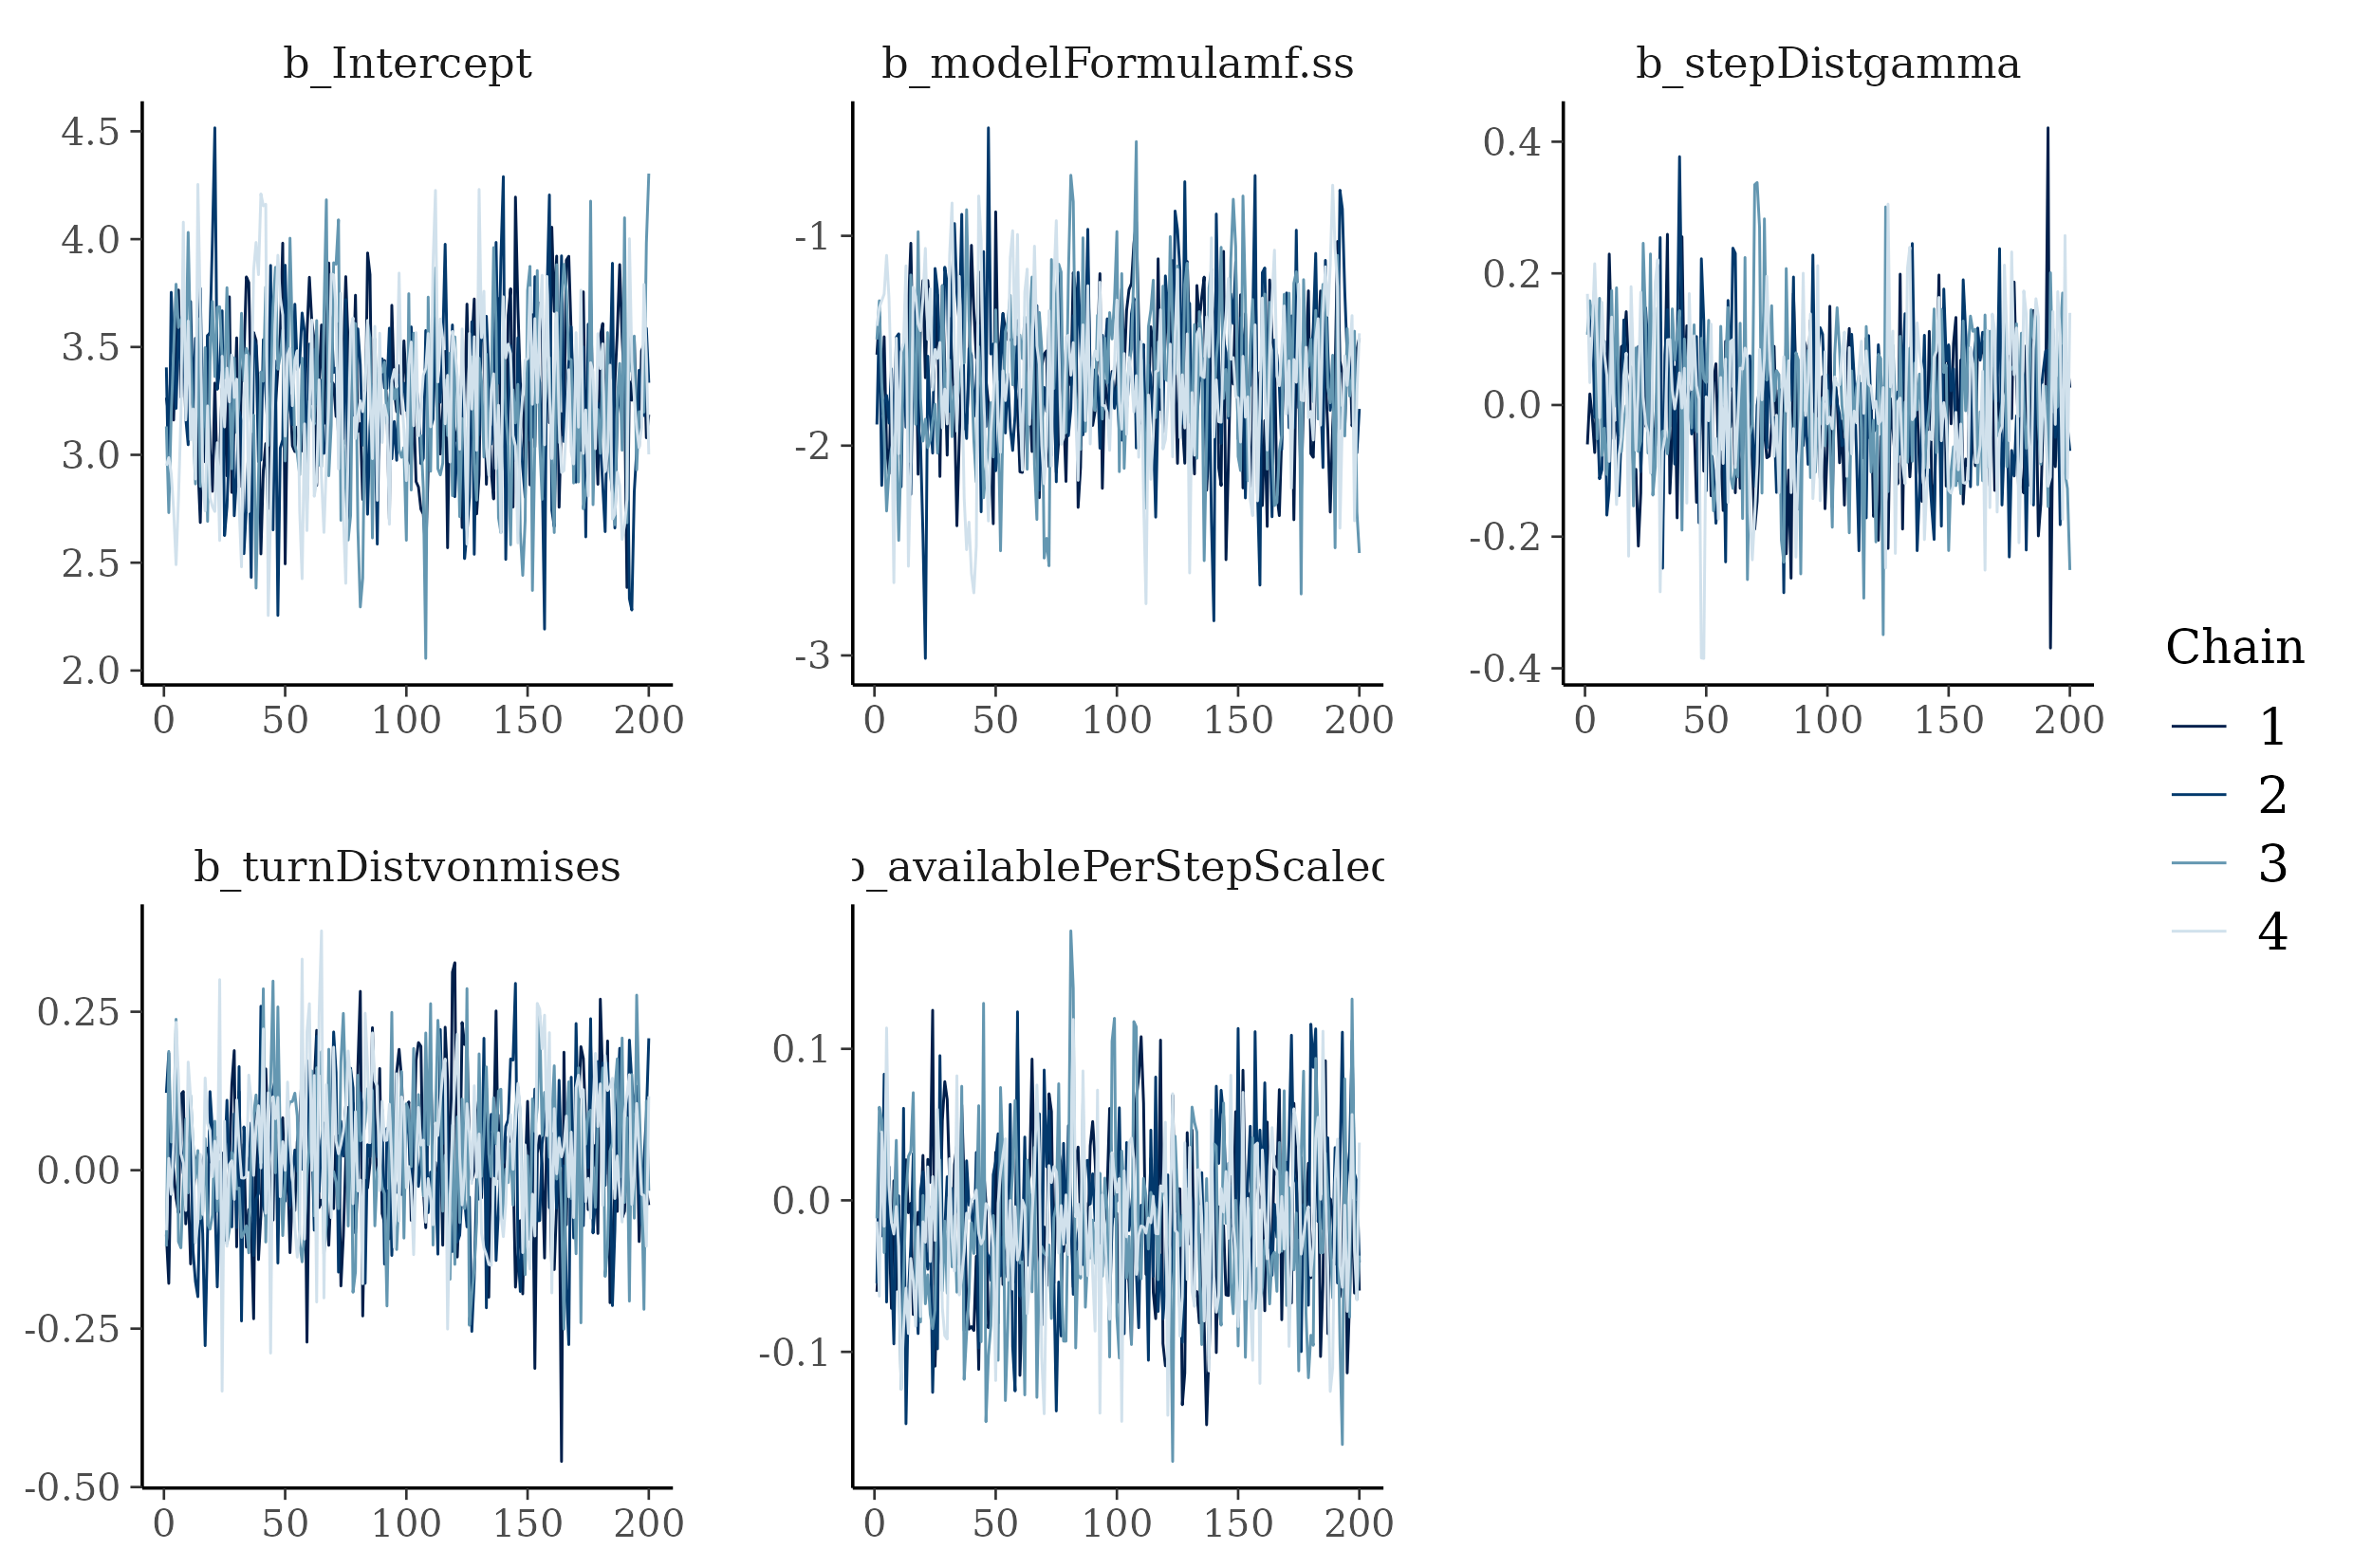 b_Intercept
b_modelFormulamf.ss
b_stepDistgamma
4.5
4.0
3.5
3.0
2.5
2.0
0 50 100 150 200
-1
-2
-3
0 50 100 150 200
0.4
0.2
0.0
-0.2
-0.4
0 50 100 150 200
Chain
1
2
3
4
b_turnDistvonmises
b_availablePerStepScaled
0.25
0.00
-0.25
-0.50
0 50 100 150 200
0.1
0.0
-0.1
0 50 100 150 200